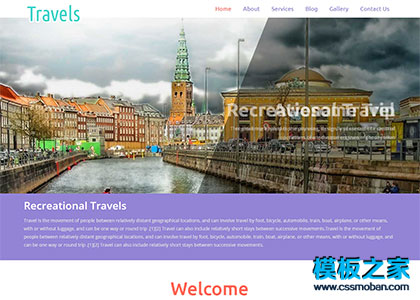 Travels
Home About Services Blog Gallery Contact Us
Recreational Travel
Recreational Travels
Travel is the movement of people between relatively distant geographical locations, and can involve travel by foot, bicycle, automobile, train, boat, airplane, or other means,
with or without luggage, and can be one way or round trip. [1][2] Travel can also include relatively short stays between successive movements. Travel is the movement of
people between relatively distant geographical locations, and can involve travel by foot, bicycle, automobile, train, boat, airplane, or other means, with or without luggage, and
can be one way or round trip. [1][2] Travel can also include relatively short stays between successive movements.
Welcome
模板之家
www.cssmoban.com